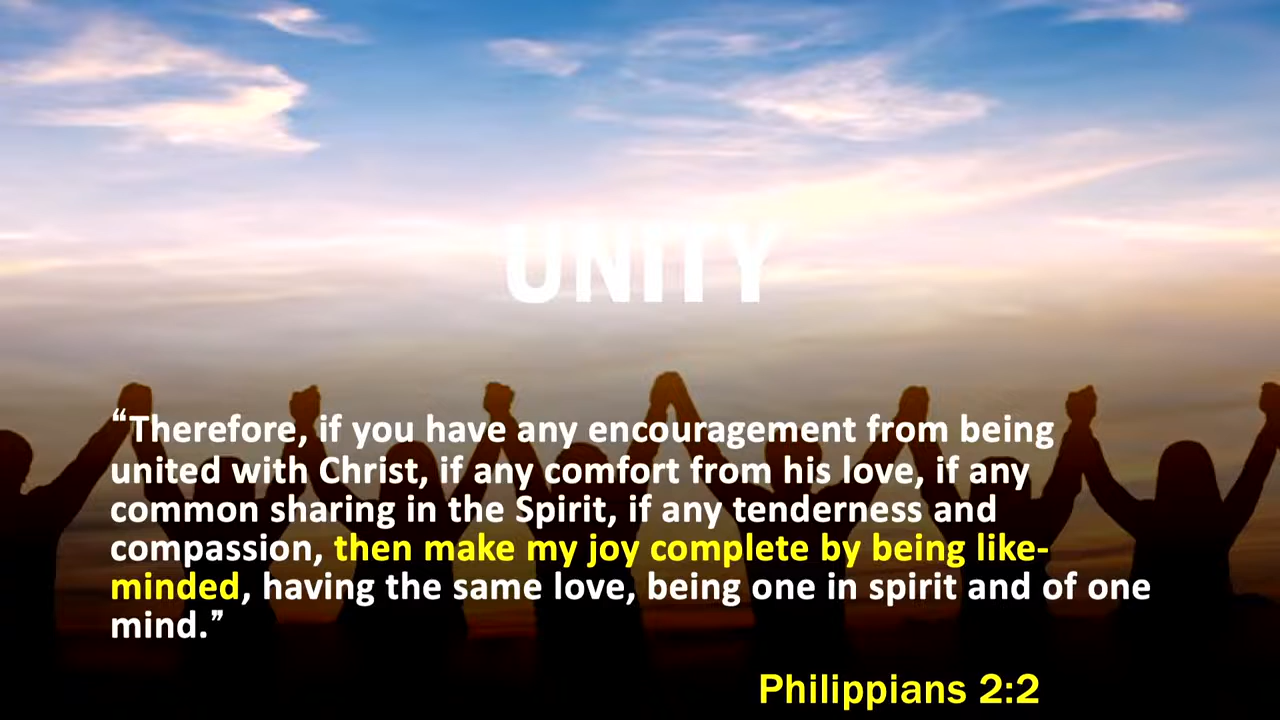 UNITY
“Therefore, if you have any encouragement from being
united with Christ, if any comfort from his love, if any
common sharing in the Spirit, if any tenderness and
compassion, then make my joy complete by being like-
minded, having the same love, being one in spirit and of one
mind.”
Philippians 2:2